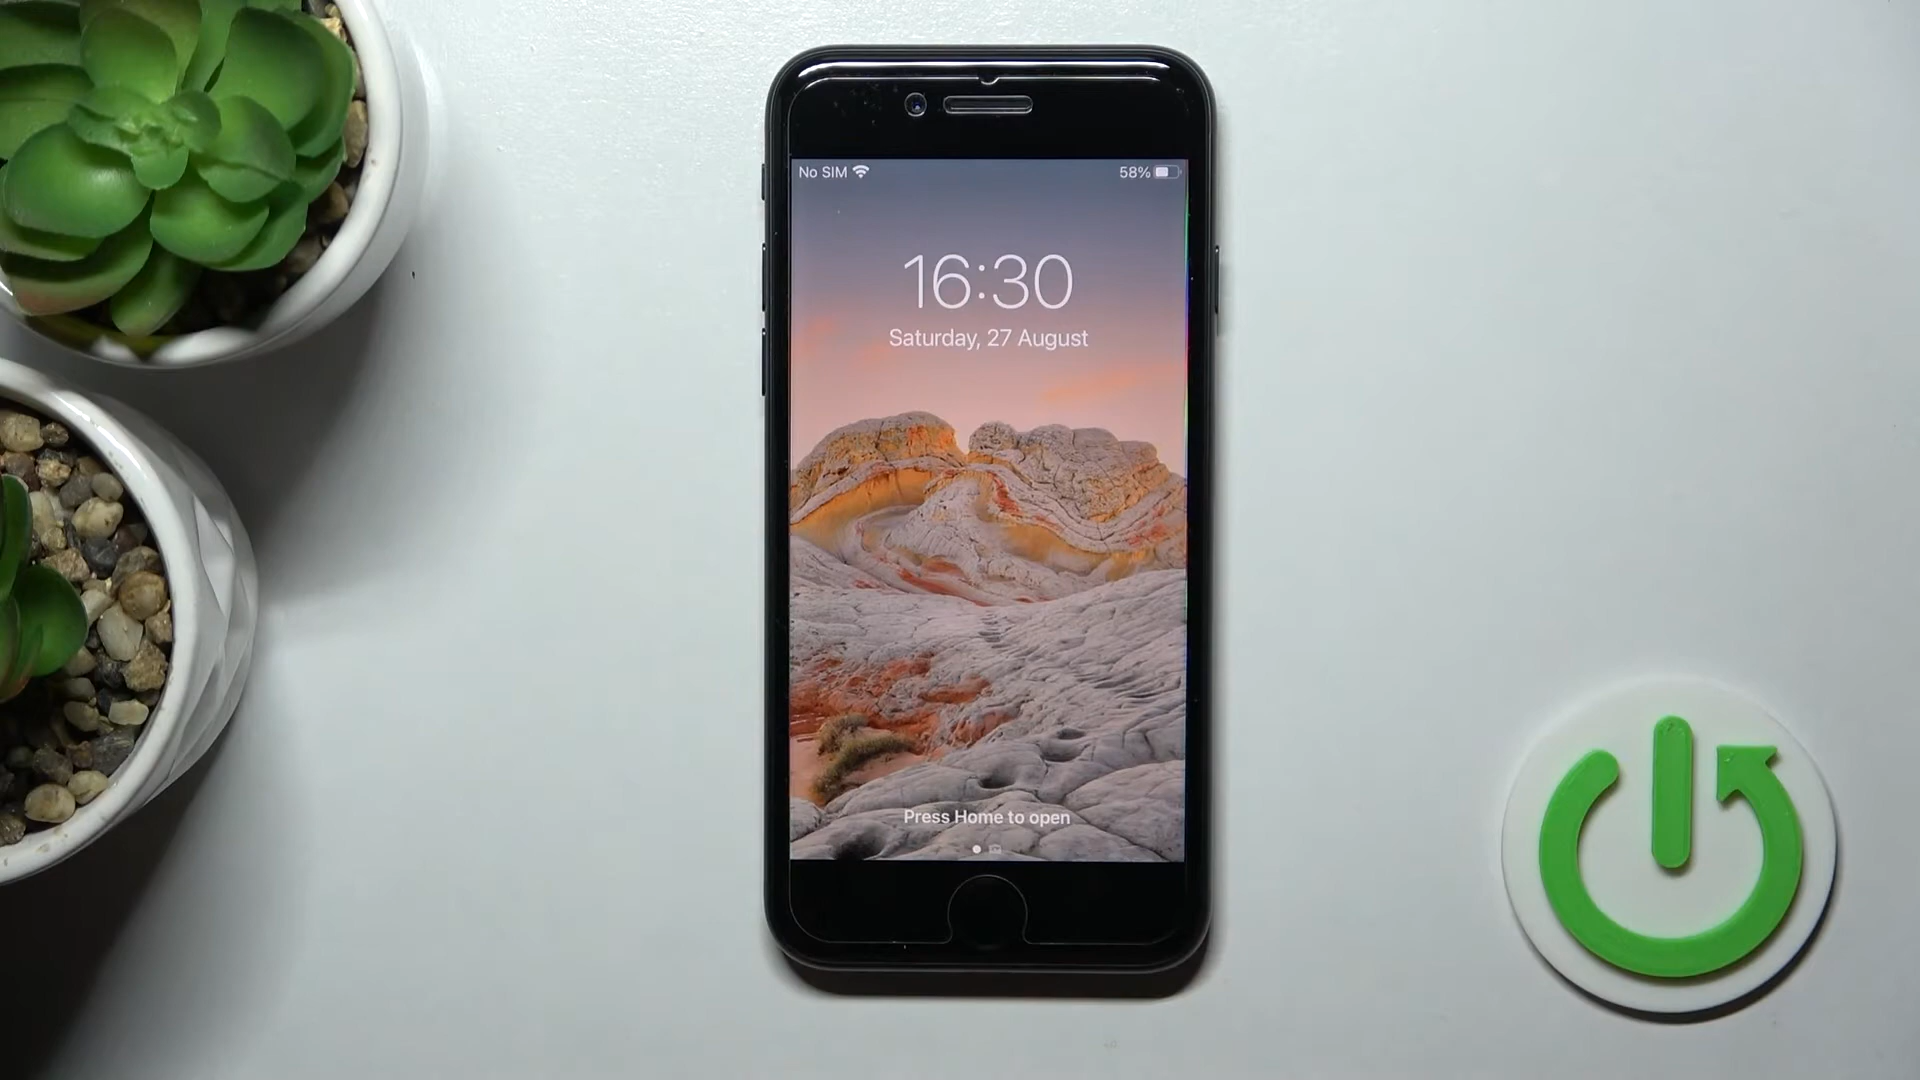 No SIM 58%
16:30
Saturday, 27 August
Press Home to open